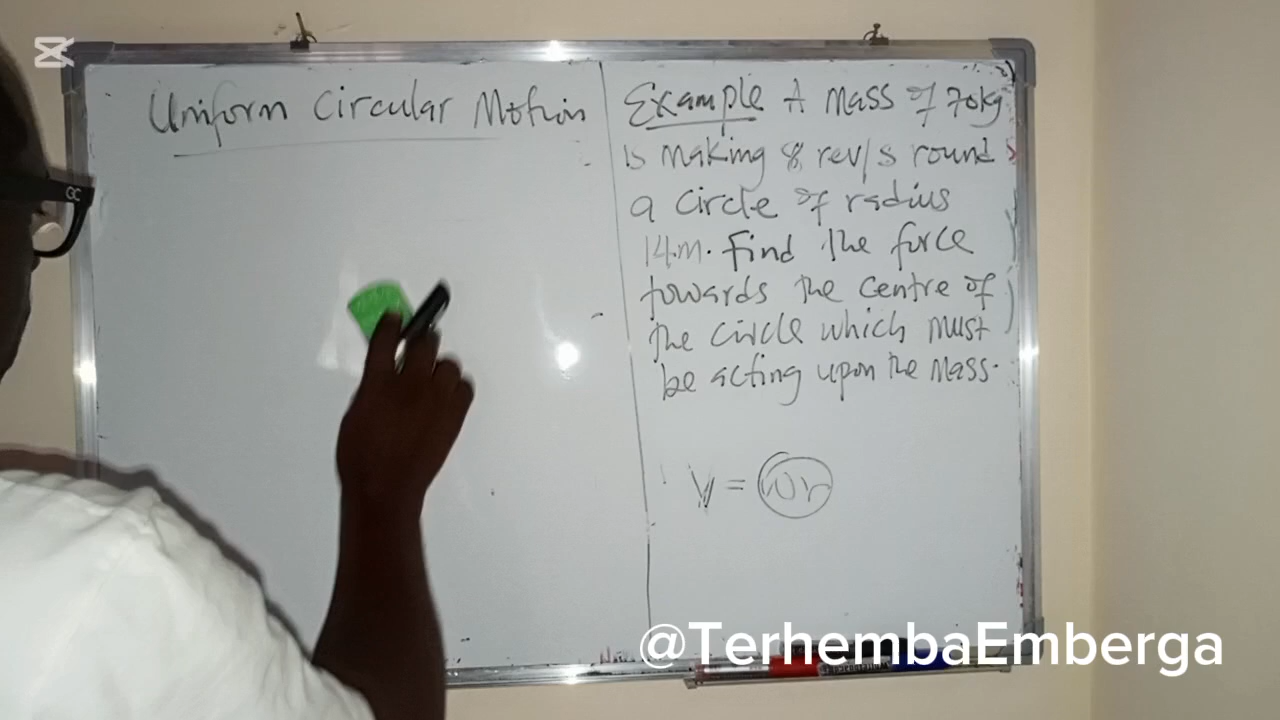 Uniform Circular Motion
Example A mass of 70kg
is making 8 rev/s round
a circle of radius
14m. Find the force
towards the centre of
the circle which must
be acting upon the mass.
V = ωr
GC
@TerhembaEmberga